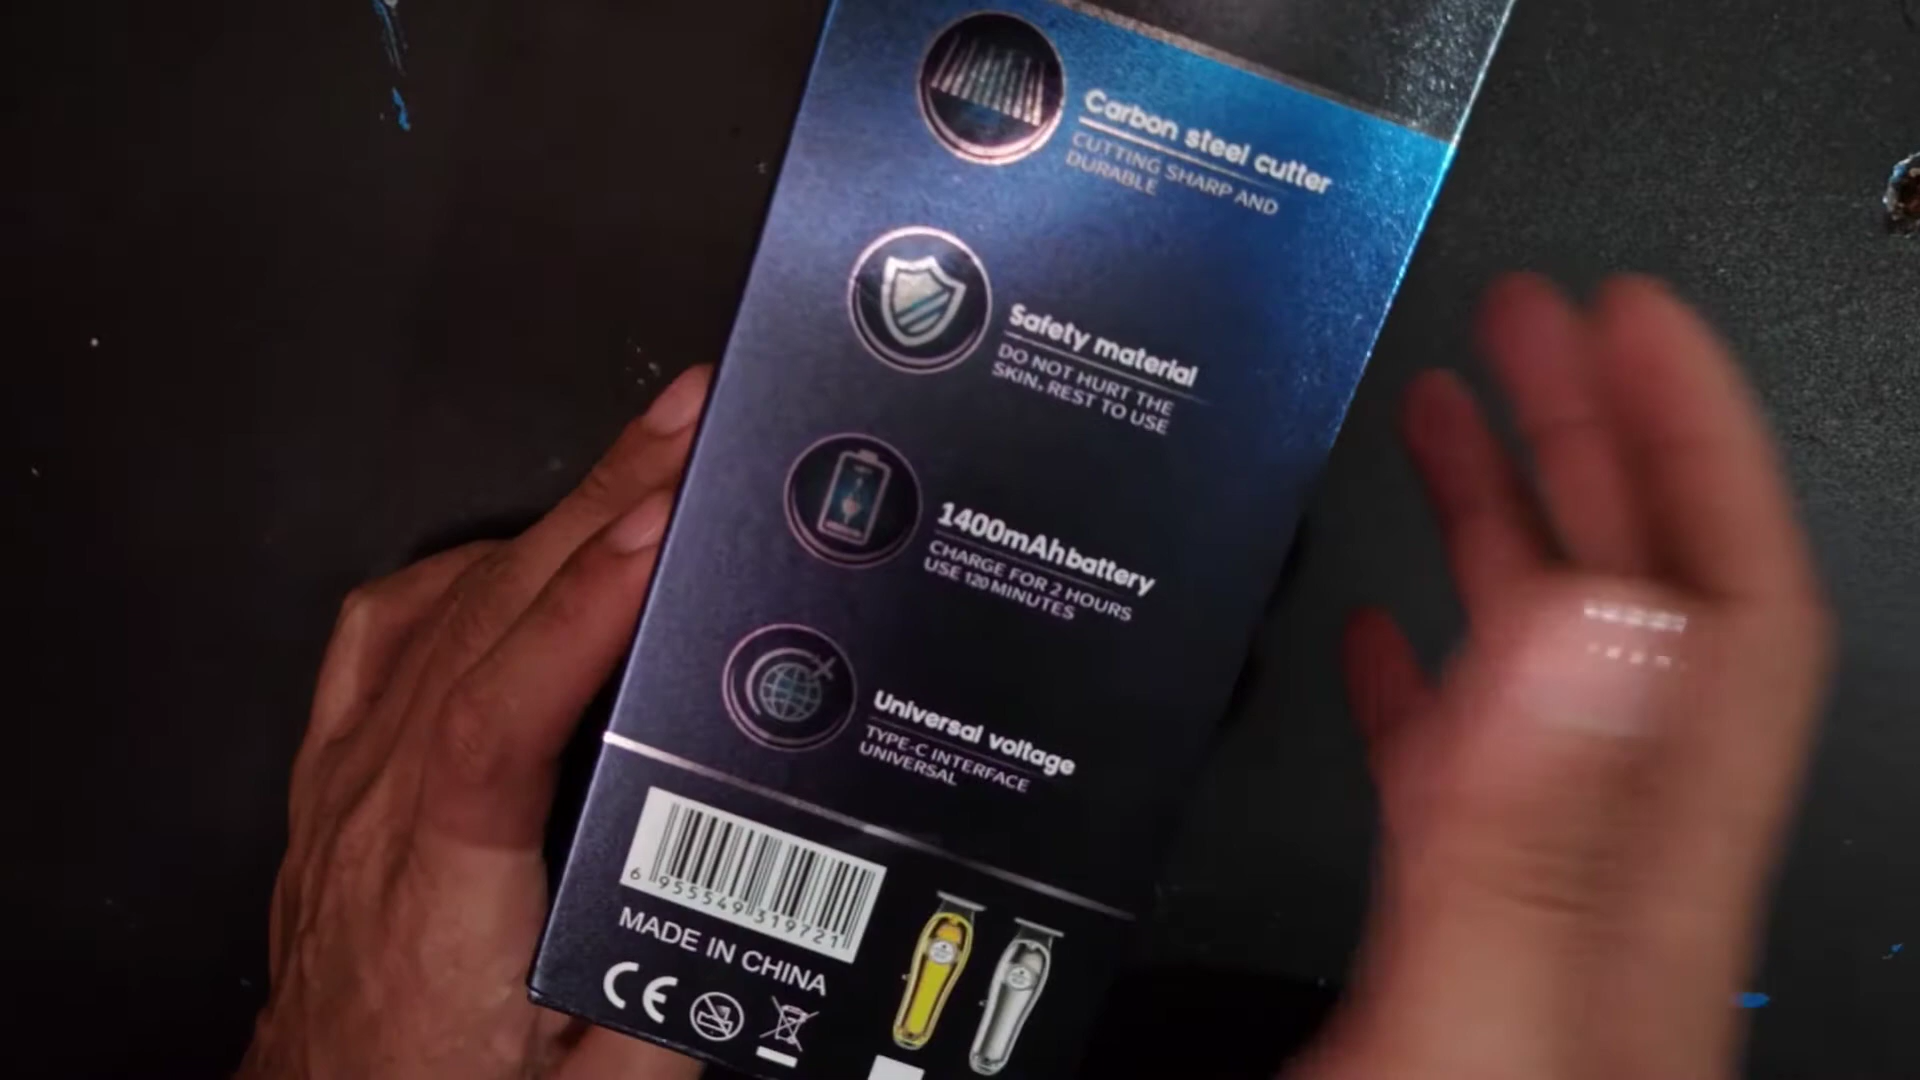 Carbon steel cutter
CUTTING SHARP AND
DURABLE
Safety material
DO NOT HURT THE
SKIN, REST TO USE
1400mAhbattery
CHARGE FOR 2 HOURS
USE 120 MINUTES
Universal voltage
TYPE-C INTERFACE
UNIVERSAL
6 955549 319721
MADE IN CHINA
CE